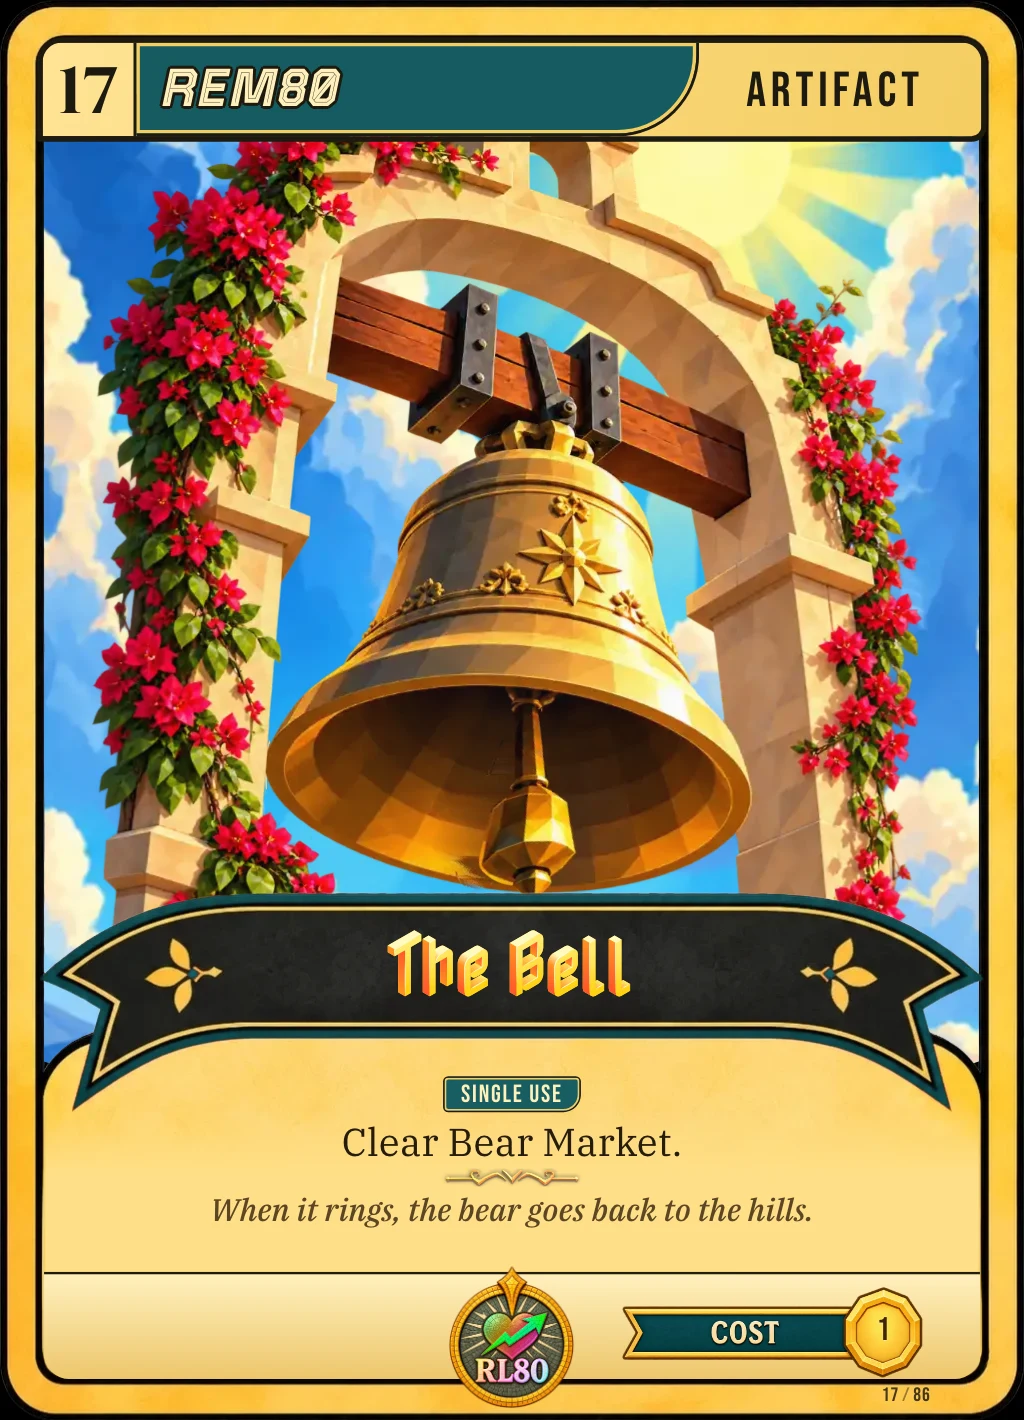 17
REM80
ARTIFACT
The Bell
SINGLE USE
Clear Bear Market.
When it rings, the bear goes back to the hills.
RL80
COST
1
17 / 86